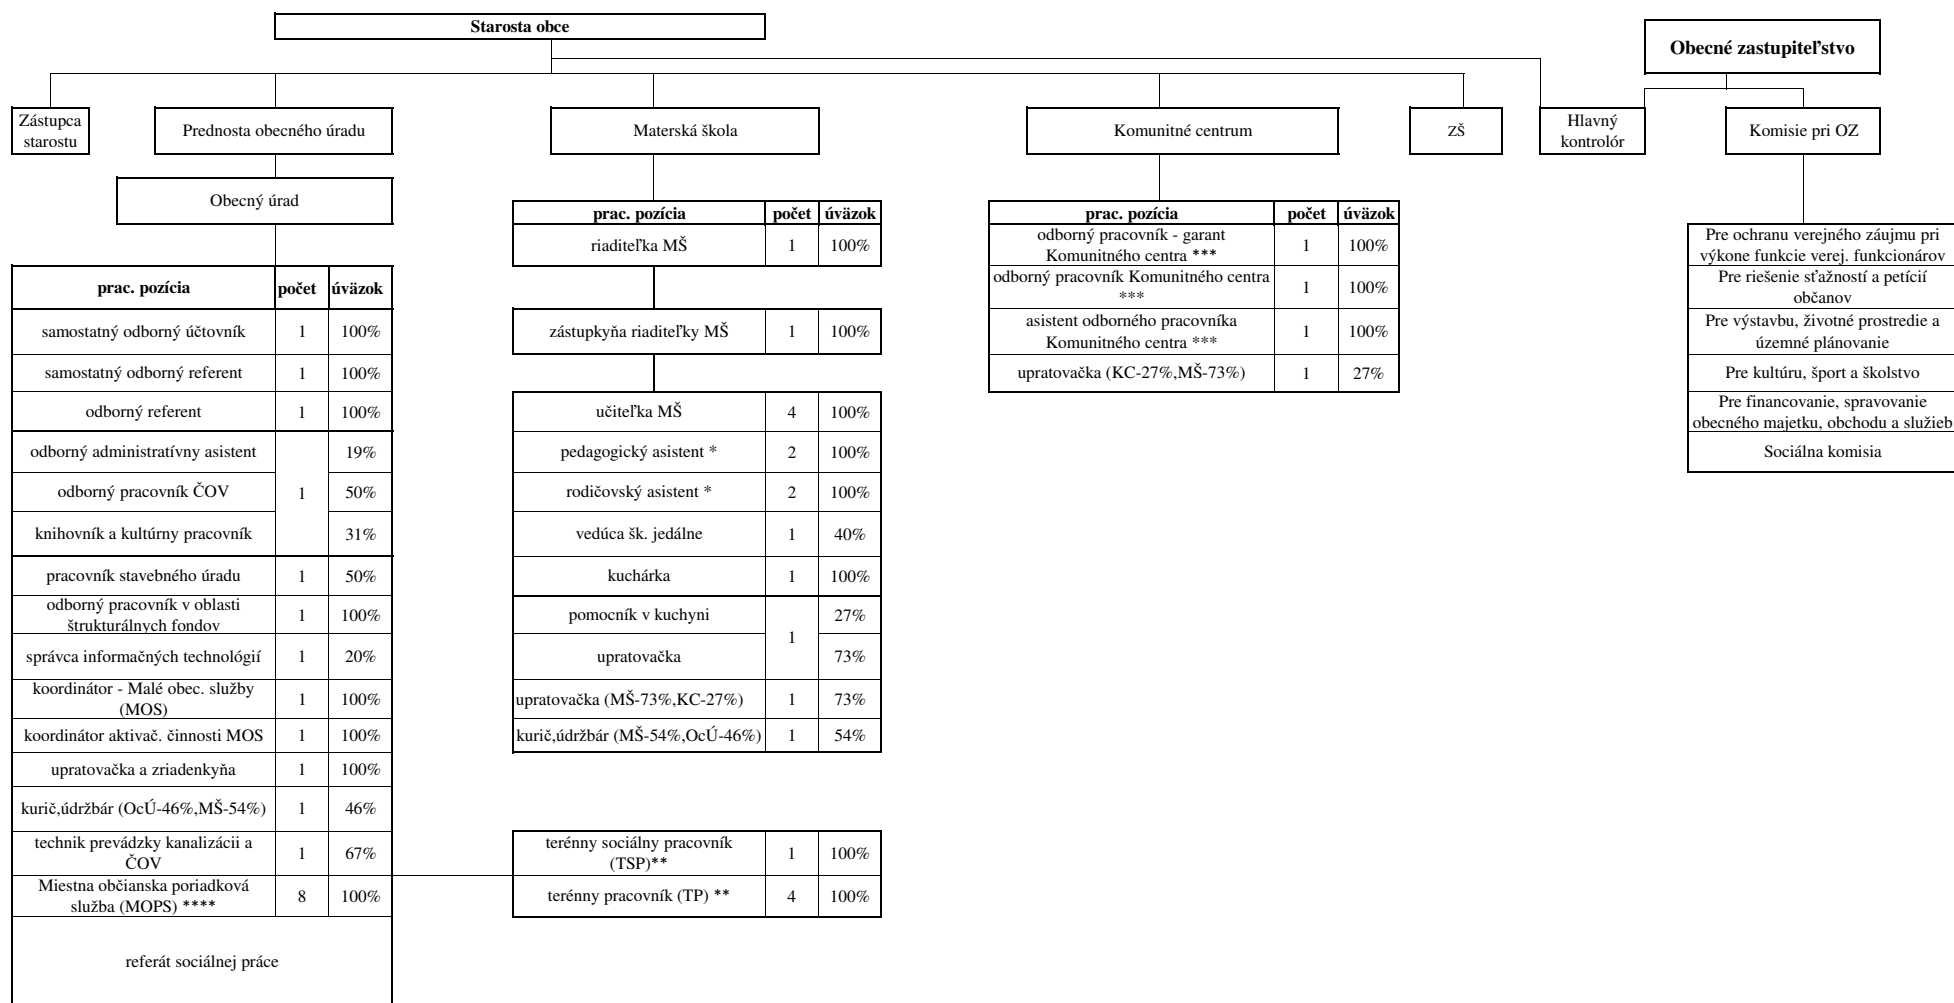 Starosta obce
Obecné zastupiteľstvo
Zástupca
starostu
Prednosta obecného úradu
Materská škola
Komunitné centrum
ZŠ
Hlavný
kontrolór
Komisie pri OZ
Obecný úrad
prac. pozícia počet úväzok
samostatný odborný účtovník 1 100%
samostatný odborný referent 1 100%
odborný referent 1 100%
odborný administratívny asistent 19%
odborný pracovník ČOV 1 50%
knihovník a kultúrny pracovník 31%
pracovník stavebného úradu 1 50%
odborný pracovník v oblasti
štrukturálnych fondov 1 100%
správca informačných technológií 1 20%
koordinátor - Malé obec. služby
(MOS) 1 100%
koordinátor aktivač. činnosti MOS 1 100%
upratovačka a zriadenkyňa 1 100%
kurič,údržbár (OcÚ-46%,MŠ-54%) 1 46%
technik prevádzky kanalizácii a
ČOV 1 67%
Miestna občianska poriadková
služba (MOPS) **** 8 100%
referát sociálnej práce
prac. pozícia počet úväzok
riaditeľka MŠ 1 100%
zástupkyňa riaditeľky MŠ 1 100%
učiteľka MŠ 4 100%
pedagogický asistent * 2 100%
rodičovský asistent * 2 100%
vedúca šk. jedálne 1 40%
kuchárka 1 100%
pomocník v kuchyni 27%
1
upratovačka 73%
upratovačka (MŠ-73%,KC-27%) 1 73%
kurič,údržbár (MŠ-54%,OcÚ-46%) 1 54%
terénny sociálny pracovník
(TSP)** 1 100%
terénny pracovník (TP) ** 4 100%
prac. pozícia počet úväzok
odborný pracovník - garant
Komunitného centra *** 1 100%
odborný pracovník Komunitného centra
*** 1 100%
asistent odborného pracovníka
Komunitného centra *** 1 100%
upratovačka (KC-27%,MŠ-73%) 1 27%
Pre ochranu verejného záujmu pri
výkone funkcie verej. funkcionárov
Pre riešenie sťažností a petícií
občanov
Pre výstavbu, životné prostredie a
územné plánovanie
Pre kultúru, šport a školstvo
Pre financovanie, spravovanie
obecného majetku, obchodu a služieb
Sociálna komisia